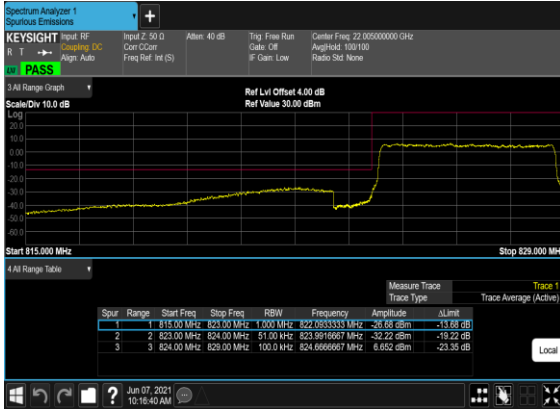 Spectrum Analyzer 1
Spurious Emissions
+
KEYSIGHT Input: RF Input Z: 50 Ω Atten: 40 dB Trig: Free Run Center Freq: 22.005000000 GHz
R T Coupling: DC Corr CCorr Gate: Off Avg|Hold: 100/100
Align: Auto Freq Ref: Int (S) IF Gain: Low Radio Std: None
PASS
3 All Range Graph
Ref Lvl Offset 4.00 dB
Scale/Div 10.0 dB Ref Value 30.00 dBm
Log
20.0
10.0
0.00
-10.0
-20.0
-30.0
-40.0
-50.0
-60.0
Start 815.000 MHz Stop 829.000 MH
4 All Range Table
Measure Trace Trace 1
Trace Type Trace Average (Active)
Spur Range Start Freq Stop Freq RBW Frequency Amplitude ΔLimit
1 1 815.00 MHz 823.00 MHz 1.000 MHz 822.0933333 MHz -26.68 dBm -13.68 dB
2 2 823.00 MHz 824.00 MHz 51.00 kHz 823.9916667 MHz -32.22 dBm -19.22 dB
3 3 824.00 MHz 829.00 MHz 100.0 kHz 824.6666667 MHz 6.652 dBm -23.35 dB
Local
?
Jun 07, 2021
10:16:40 AM